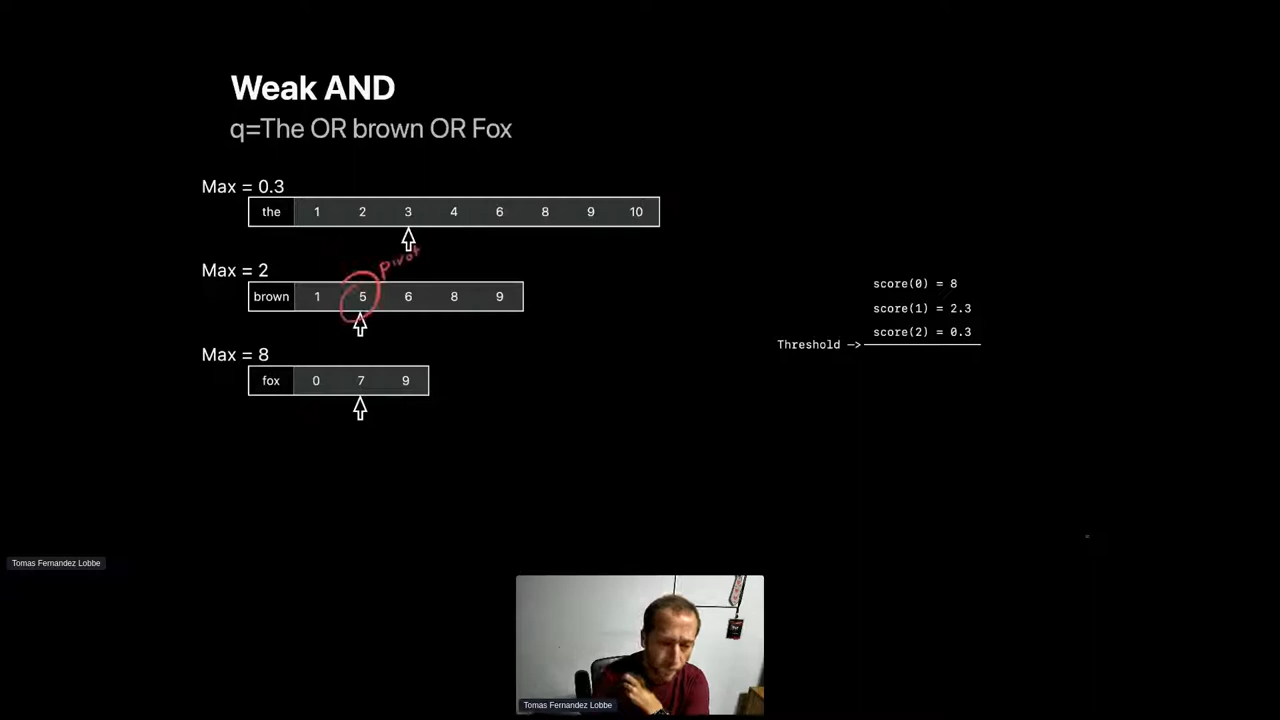 Weak AND
q=The OR brown OR Fox
Max = 0.3
the 1 2 3 4 6 8 9 10
pivot
Max = 2
brown 1 5 6 8 9
Max = 8
fox 0 7 9
score(0) = 8
score(1) = 2.3
score(2) = 0.3
Threshold —>
Tomas Fernandez Lobbe
Tomas Fernandez Lobbe